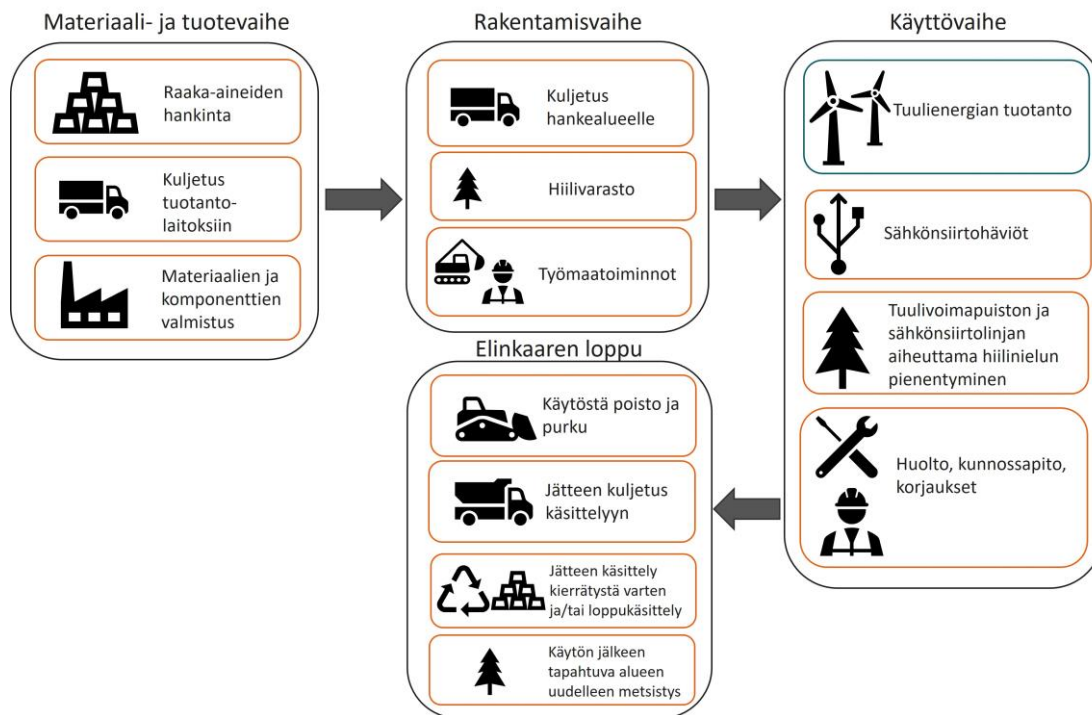 Materiaali- ja tuotevaihe
Raaka-aineiden
hankinta
Kuljetus
tuotanto-
laitoksiin
Materiaalien ja
komponenttien
valmistus
Rakentamisvaihe
Kuljetus
hankealueelle
Hiilivarasto
Työmaatoiminnot
Käyttövaihe
Tuulienergian tuotanto
Sähkönsiirtohäviöt
Tuulivoimapuiston ja
sähkönsiirtolinjan
aiheuttama hiilinielun
pienentyminen
Huolto, kunnossapito,
korjaukset
Elinkaaren loppu
Käytöstä poisto ja
purku
Jätteen kuljetus
käsittelyyn
Jätteen käsittely
kierrätystä varten
ja/tai loppukäsittely
Käytön jälkeen
tapahtuva alueen
uudelleen metsistys